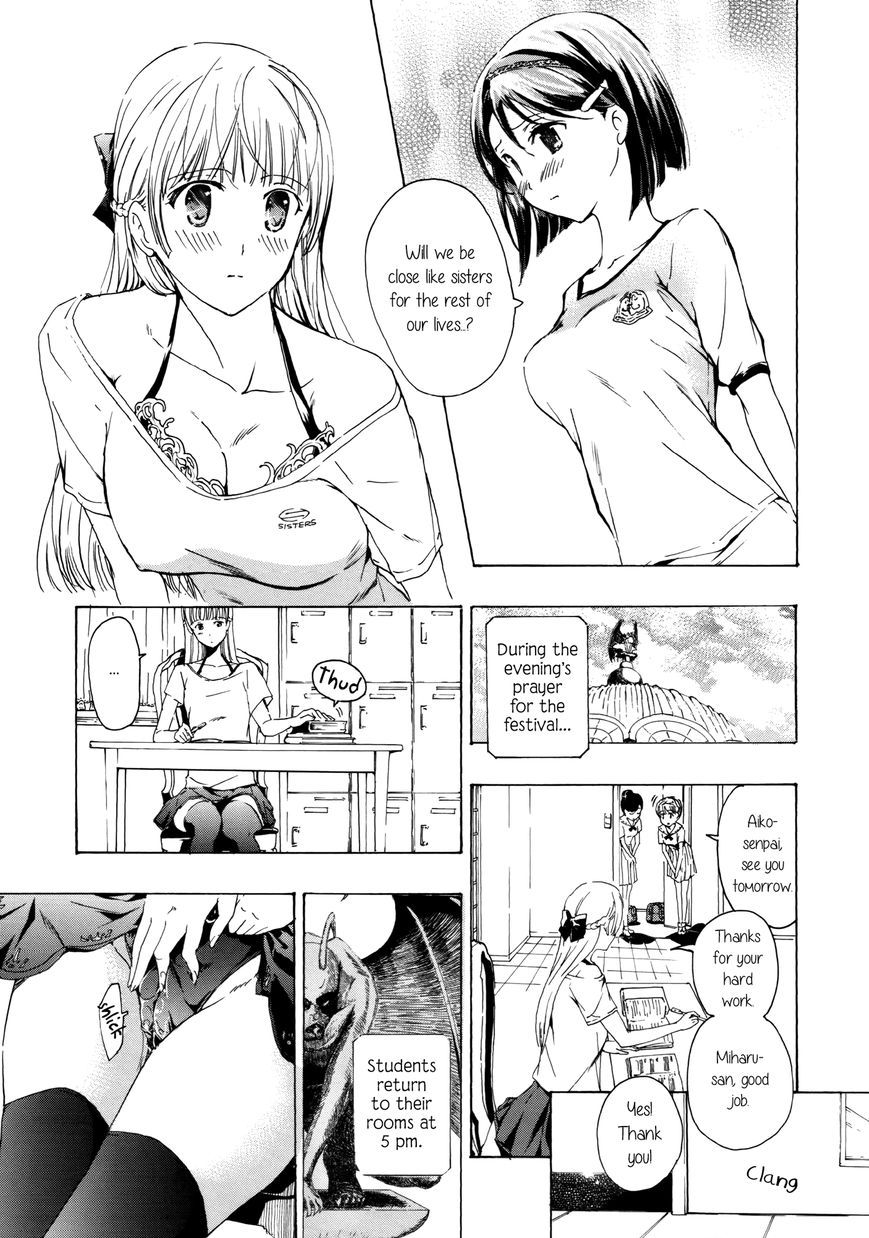 Will we be
close like sisters
for the rest of
our lives..?
SISTERS
During the
evening's
prayer
for the
festival...
Thud
...
Aiko-
senpai,
see you
tomorrow.
Thanks
for your
hard
work.
Miharu-
san, good
job.
Yes!
Thank
you!
Clang
Students
return
to their
rooms at
5 pm.
shlick